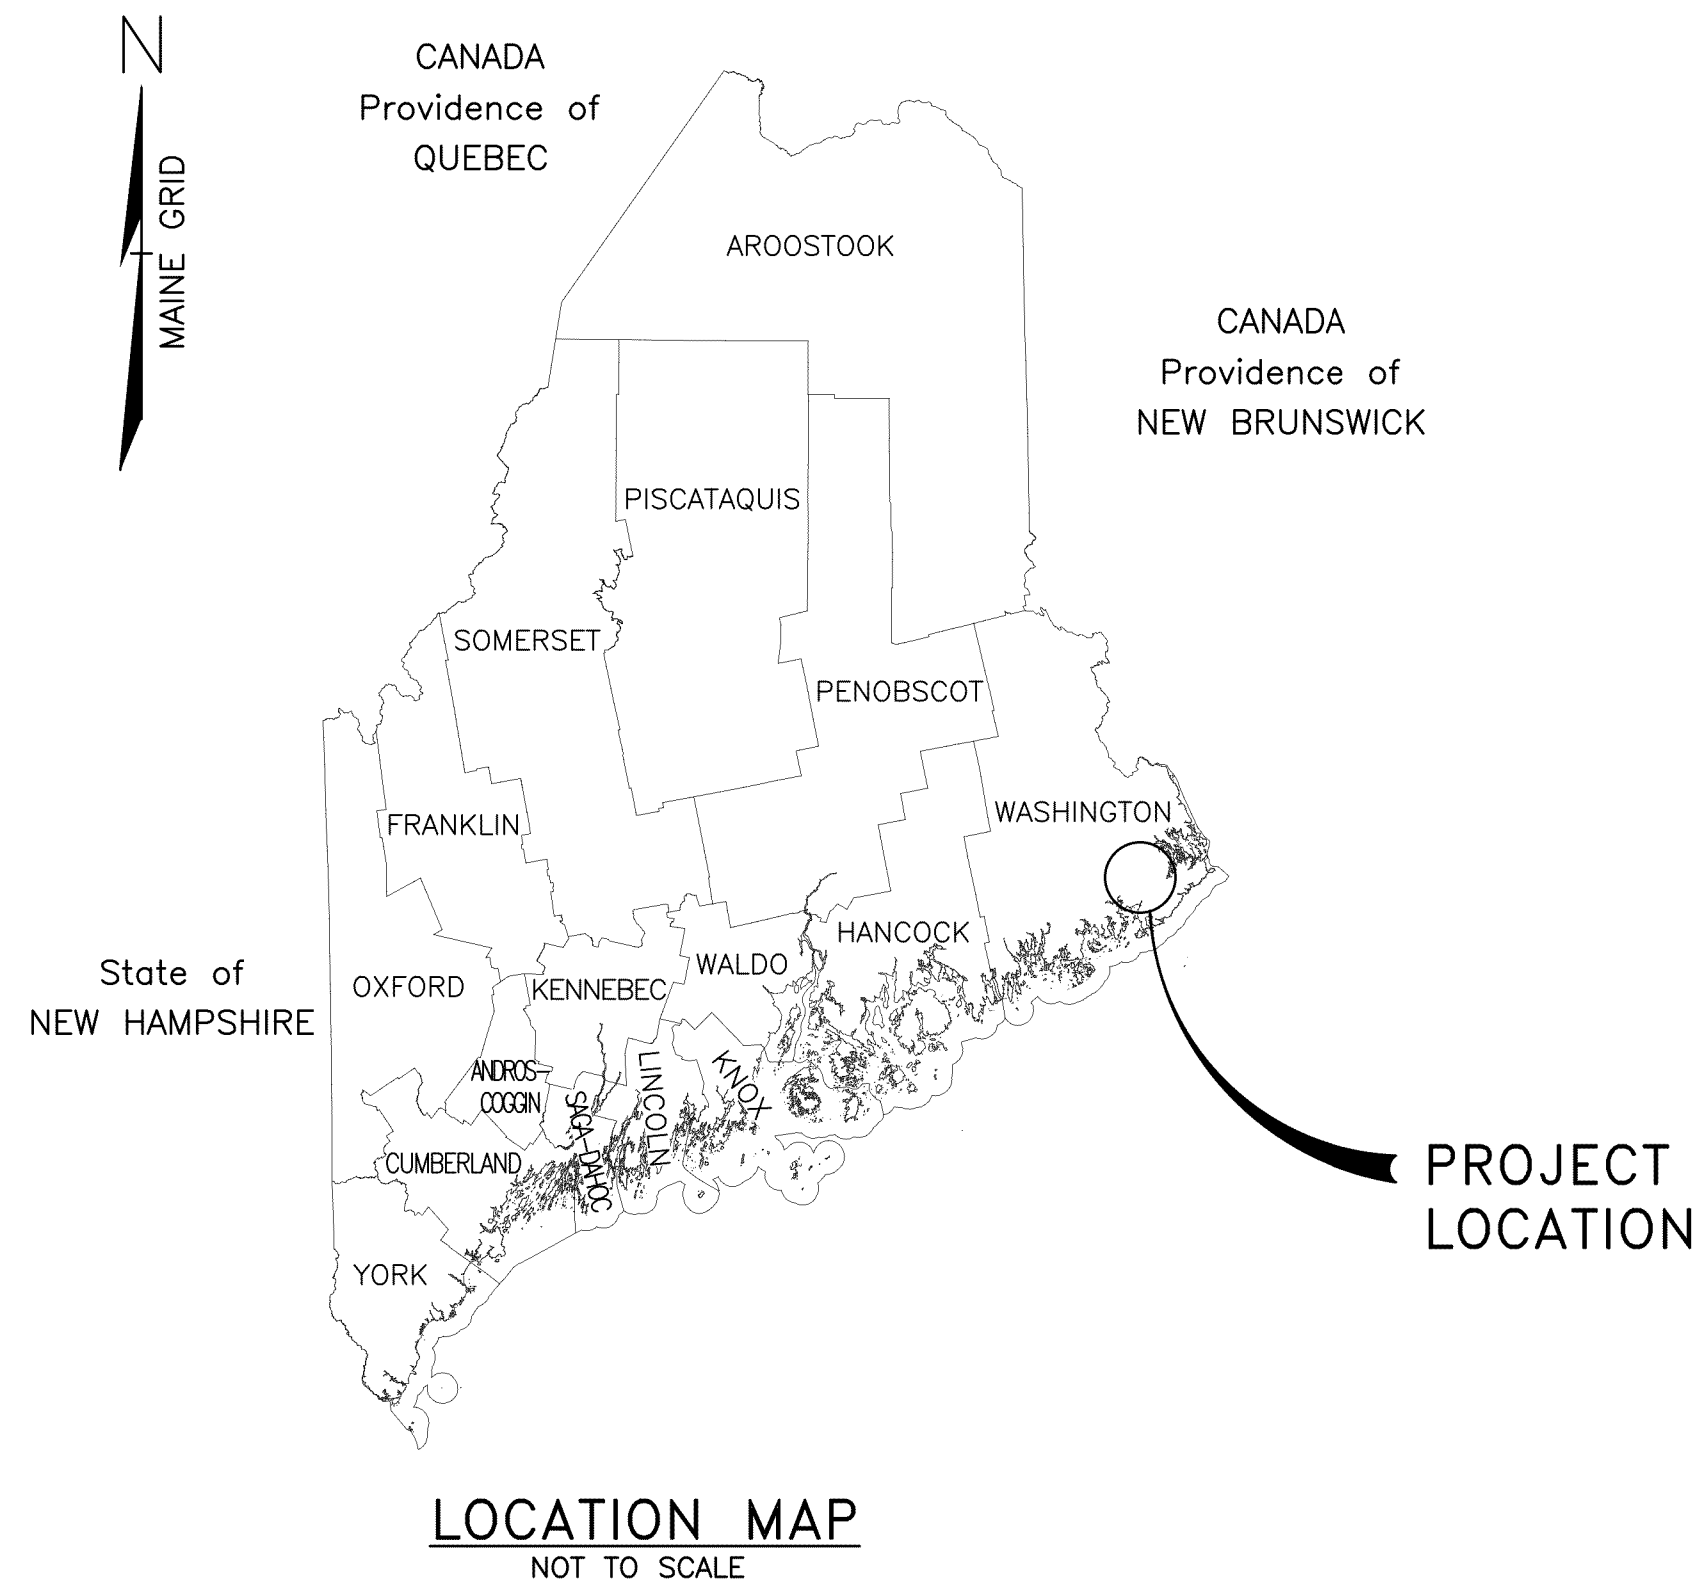 N
MAINE GRID
CANADA
Providence of
QUEBEC
AROOSTOOK
CANADA
Providence of
NEW BRUNSWICK
PISCATAQUIS
SOMERSET
PENOBSCOT
WASHINGTON
FRANKLIN
HANCOCK
WALDO
State of
NEW HAMPSHIRE
OXFORD
KENNEBEC
ANDROS-
COGGIN
SAGA-DAHOC
LINCOLN
KNOX
CUMBERLAND
YORK
PROJECT
LOCATION
LOCATION MAP
NOT TO SCALE